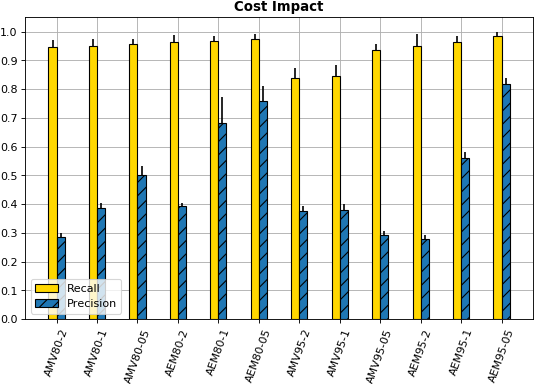 Cost Impact
1.0
0.9
0.8
0.7
0.6
0.5
0.4
0.3
0.2
0.1
0.0
Recall
Precision
AMV80-2
AMV80-1
AMV80-05
AEM80-2
AEM80-1
AEM80-05
AMV95-2
AMV95-1
AMV95-05
AEM95-2
AEM95-1
AEM95-05